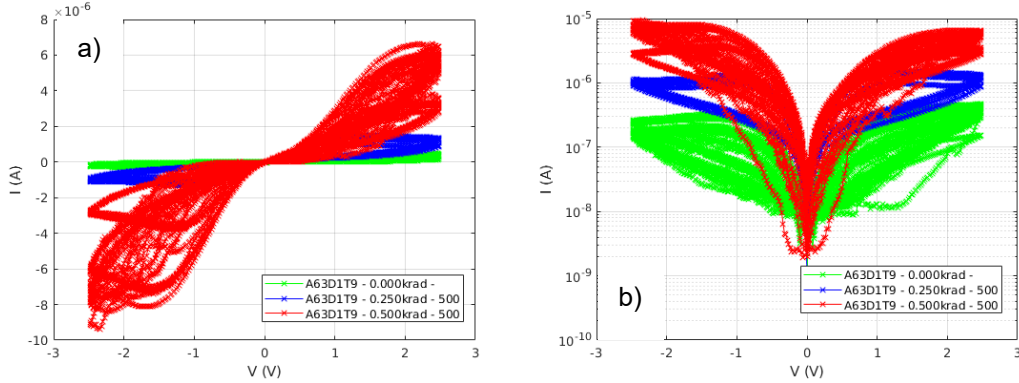 × 10⁻⁶
8
6
4
2
0
-2
-4
-6
-8
-10
I (A)
a)
A63D1T9 - 0.000krad -
A63D1T9 - 0.250krad - 500
A63D1T9 - 0.500krad - 500
-3 -2 -1 0 1 2 3
V (V)
10⁻⁵
10⁻⁶
10⁻⁷
10⁻⁸
10⁻⁹
10⁻¹⁰
I (A)
A63D1T9 - 0.000krad -
A63D1T9 - 0.250krad - 500
A63D1T9 - 0.500krad - 500
b)
-3 -2 -1 0 1 2 3
V (V)